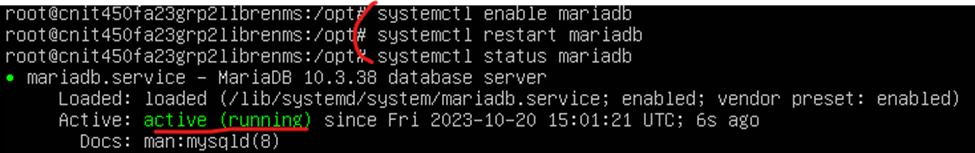 root@cnit450fa23grp2librenms:/opt# systemctl enable mariadb
root@cnit450fa23grp2librenms:/opt# systemctl restart mariadb
root@cnit450fa23grp2librenms:/opt# systemctl status mariadb
● mariadb.service - MariaDB 10.3.38 database server
Loaded: loaded (/lib/systemd/system/mariadb.service; enabled; vendor preset: enabled)
Active: active (running) since Fri 2023-10-20 15:01:21 UTC; 6s ago
Docs: man:mysqld(8)